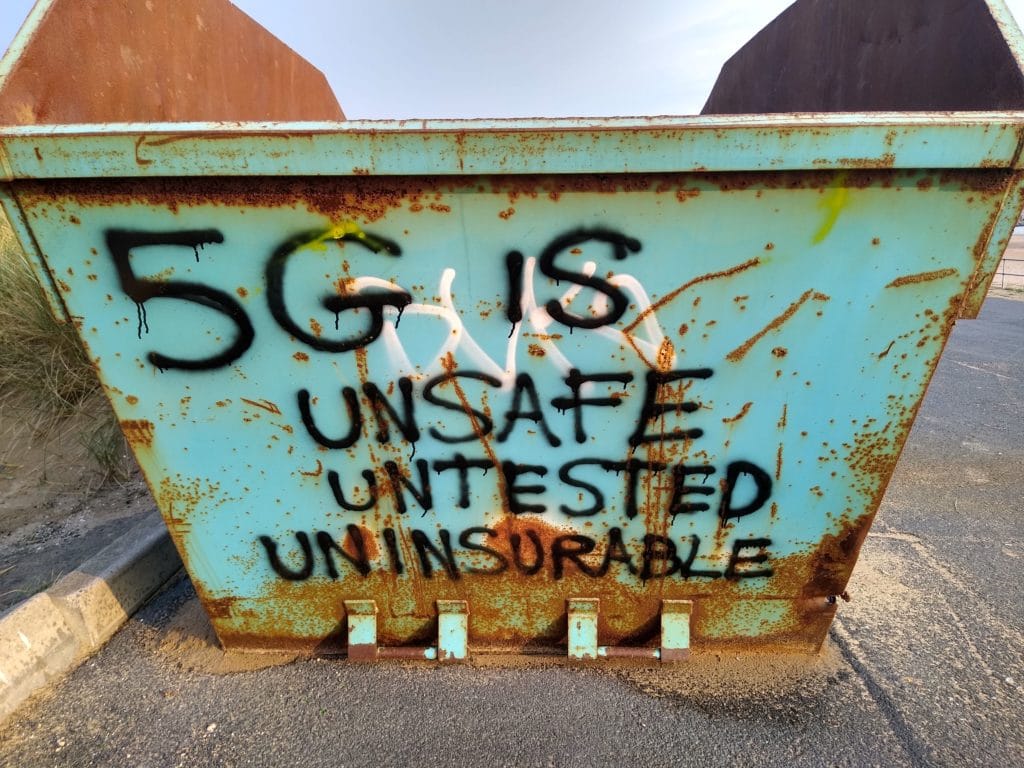 5G IS
UNSAFE
UNTESTED
UNINSURABLE